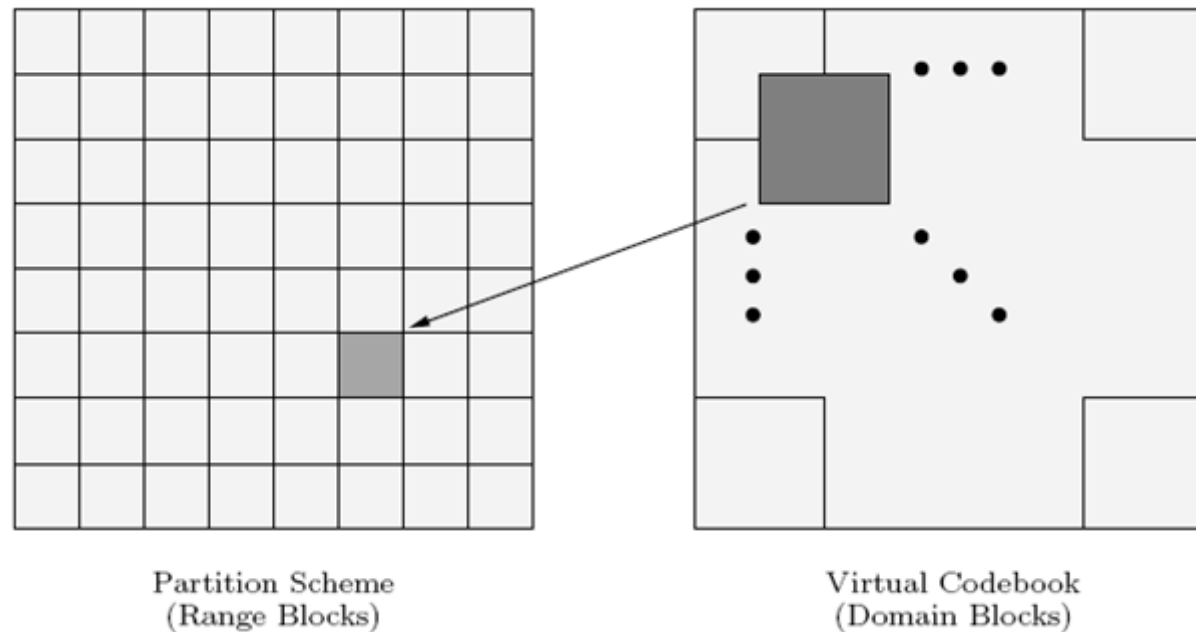 Partition Scheme
(Range Blocks)
Virtual Codebook
(Domain Blocks)